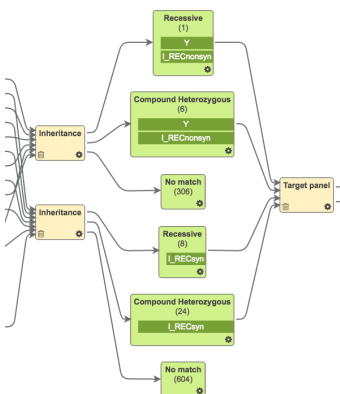 Recessive
(1)
Y
I_RECnonsyn
Compound Heterozygous
(6)
Y
I_RECnonsyn
Inheritance
No match
(306)
Target panel
Inheritance
Recessive
(8)
I_RECsyn
Compound Heterozygous
(24)
I_RECsyn
No match
(604)